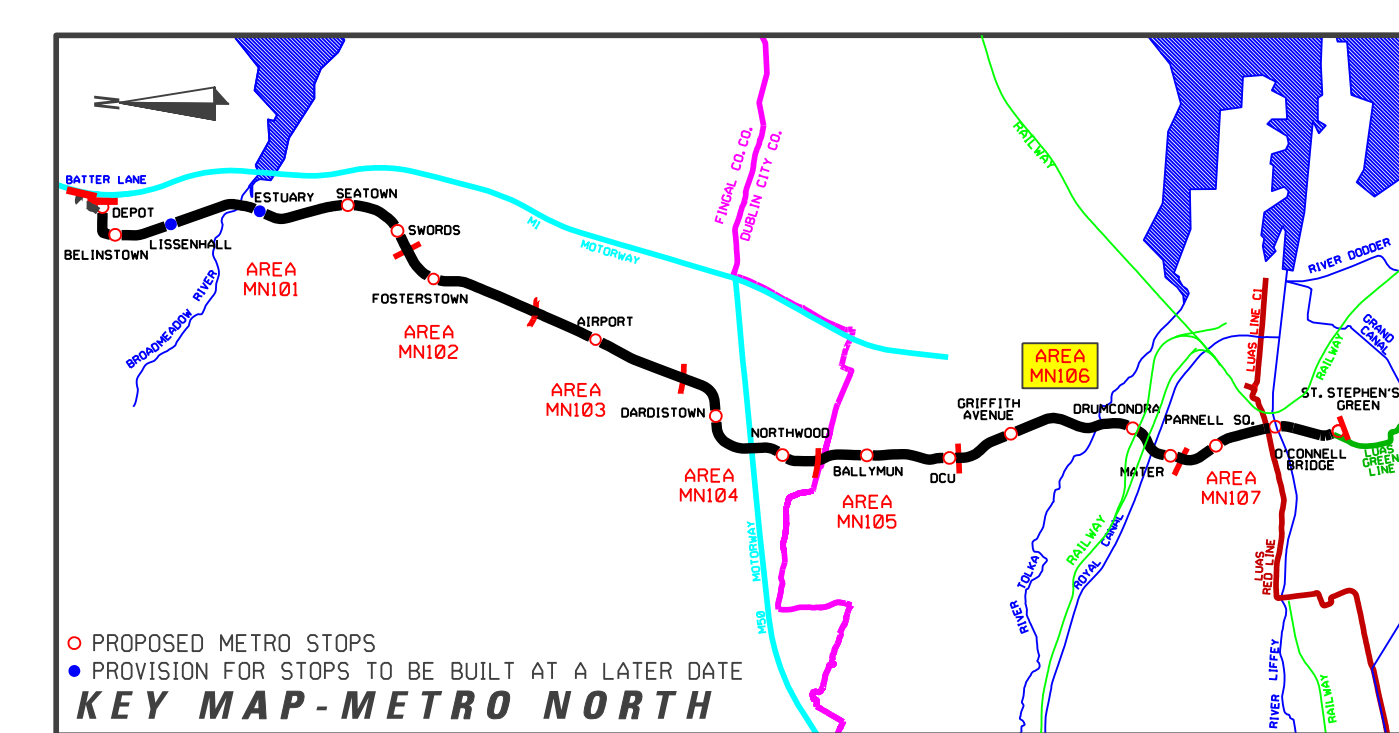 N
BATTER LANE
DEPOT
BELINSTOWN
LISSENHALL
ESTUARY
SEATOWN
SWORDS
FOSTERSTOWN
AREA
MN101
BROADMEADOW RIVER
AREA
MN102
AIRPORT
AREA
MN103
M1
MOTORWAY
FINGAL CO. CO.
DUBLIN CITY CO.
DARDISTOWN
NORTHWOOD
AREA
MN104
MOTORWAY
M50
BALLYMUN
AREA
MN105
DCU
GRIFFITH
AVENUE
AREA
MN106
RAILWAY
DRUMCONDRA
MATER
PARNELL SQ.
AREA
MN107
RIVER TOLKA
RAILWAY
ROYAL CANAL
LUAS LINE C1
RIVER DODDER
GRAND
CANAL
RAILWAY
ST. STEPHEN'S
GREEN
O'CONNELL
BRIDGE
LUAS
GREEN
LINE
LUAS
RED LINE
RIVER LIFFEY
RAILWAY
PROPOSED METRO STOPS
PROVISION FOR STOPS TO BE BUILT AT A LATER DATE
KEY MAP-METRO NORTH